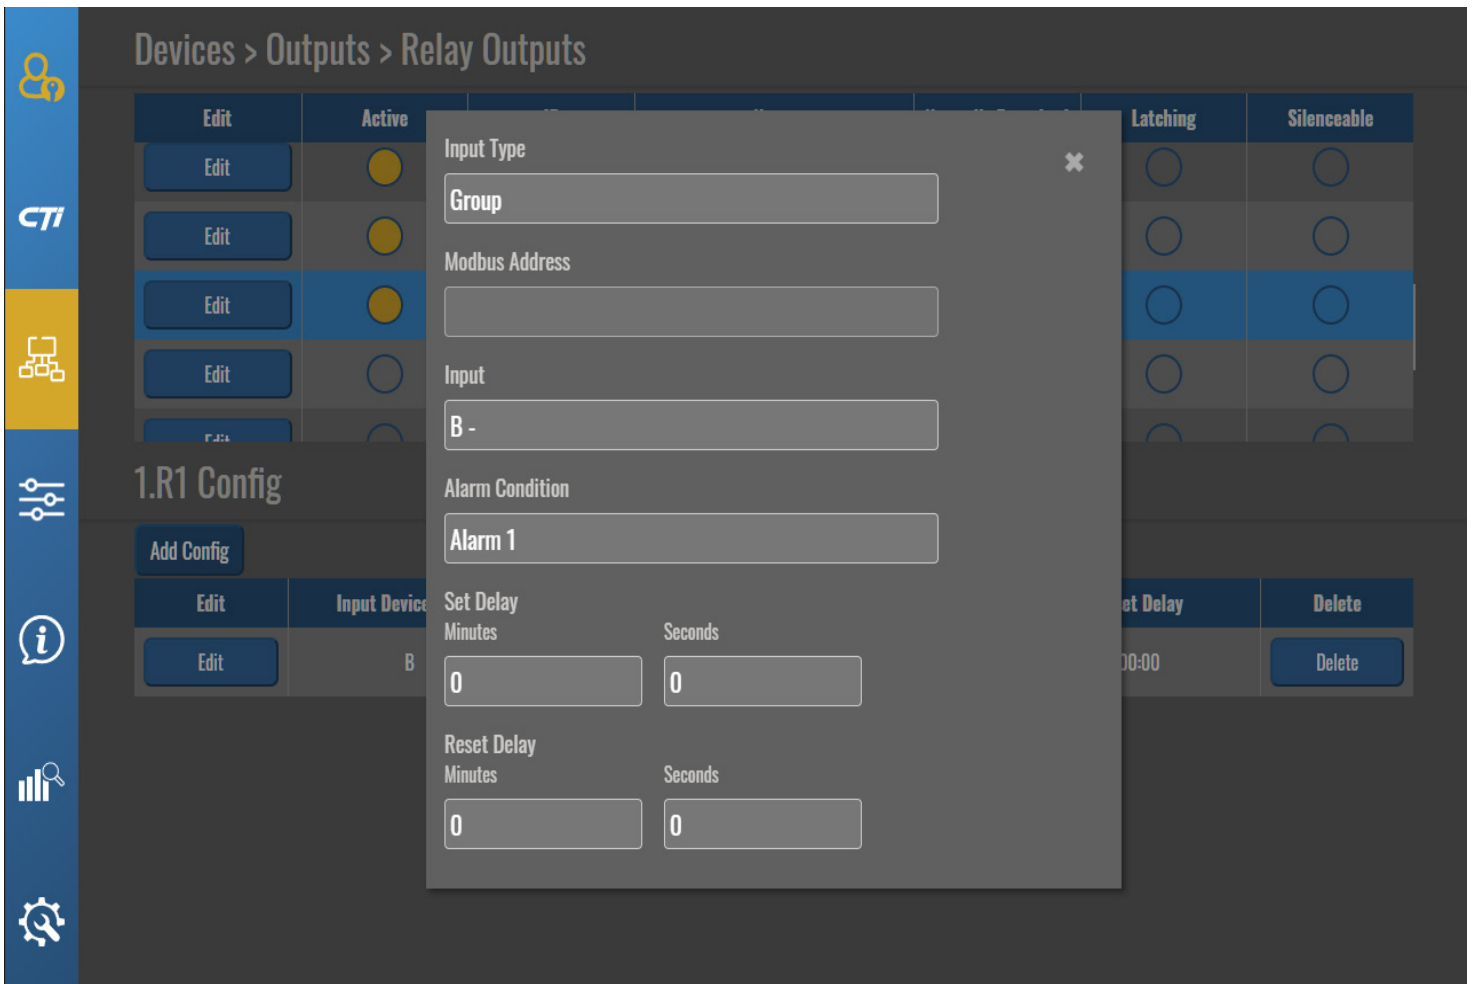 Devices > Outputs > Relay Outputs
Edit Active Latching Silenceable
Edit
Edit
Edit
Edit
Edit
CTi
Input Type
Group
Modbus Address
Input
B -
Alarm Condition
Alarm 1
Set Delay
Minutes Seconds
0 0
Reset Delay
Minutes Seconds
0 0
1.R1 Config
Add Config
Edit Input Device et Delay Delete
Edit B 00:00 Delete